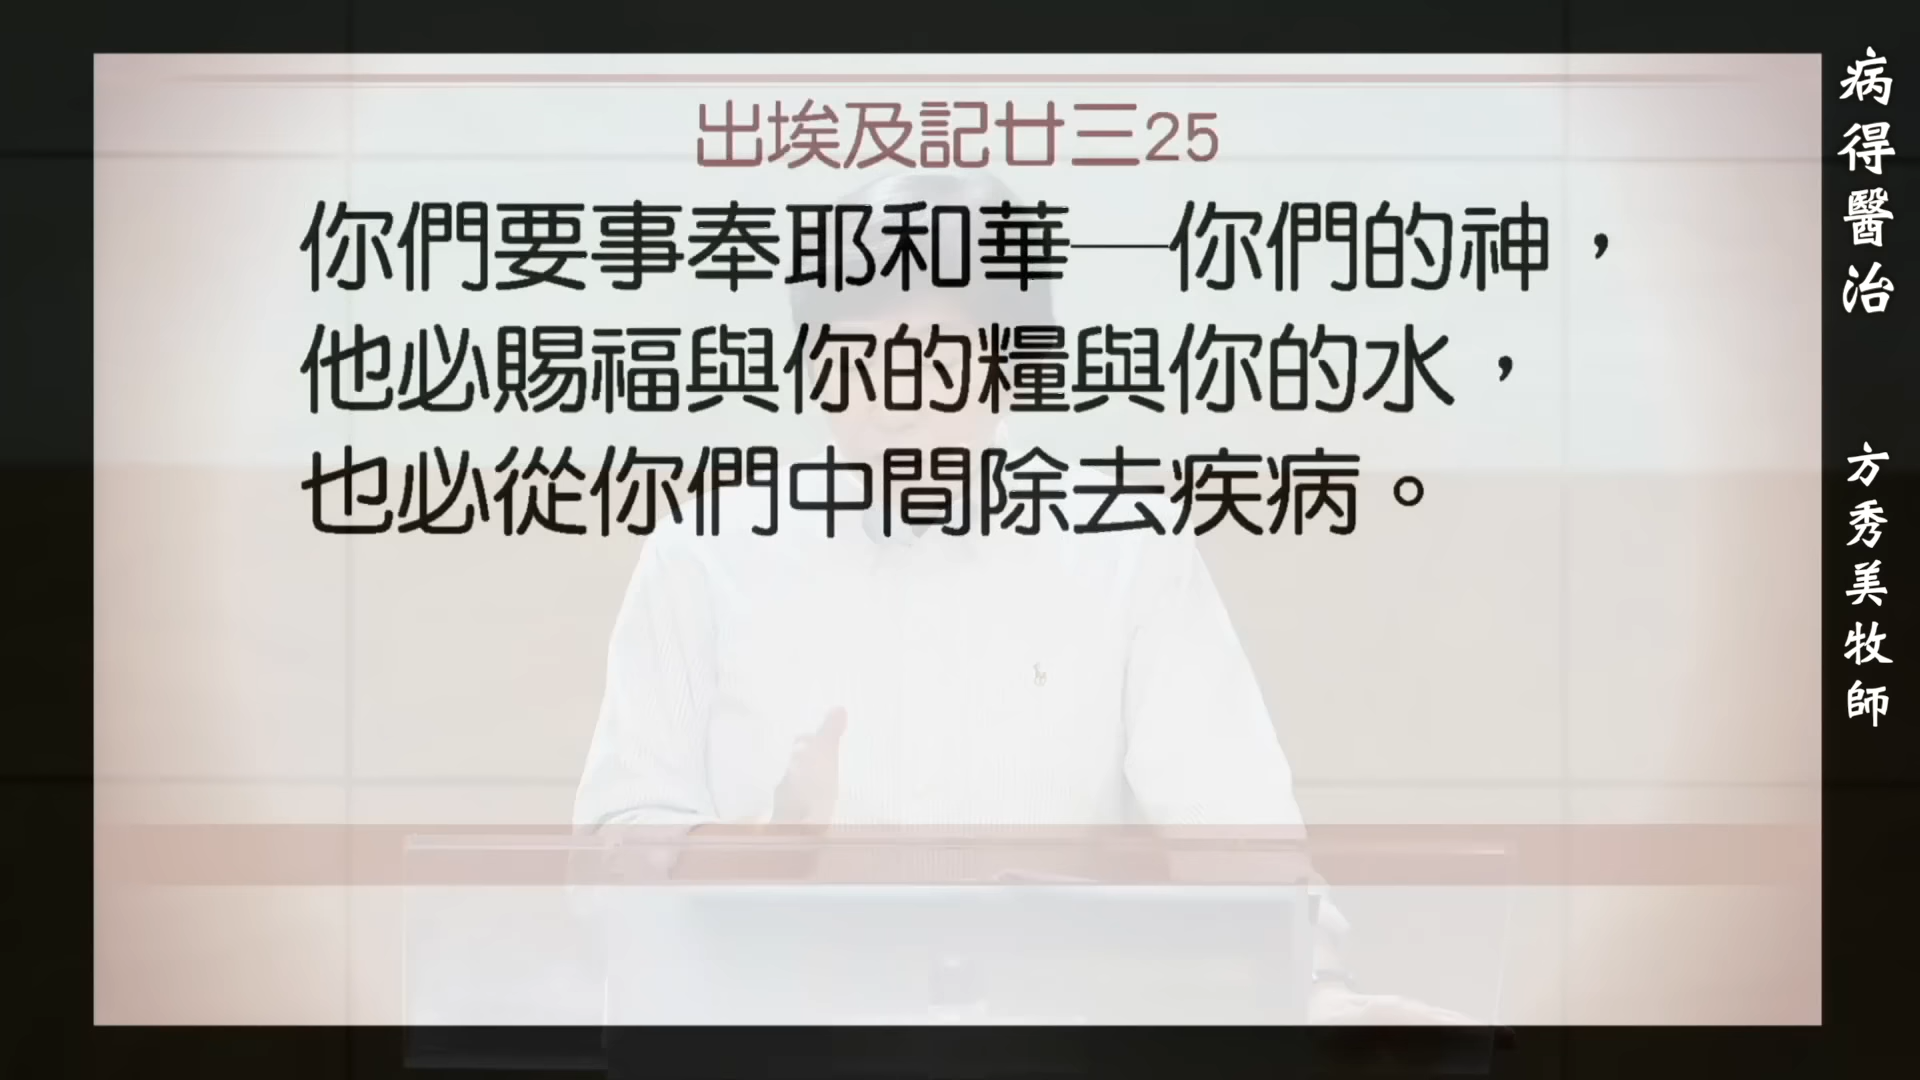 出埃及記廿三25
你們要事奉耶和華─你們的神，
他必賜福與你的糧與你的水，
也必從你們中間除去疾病。
病得醫治
方秀美牧師